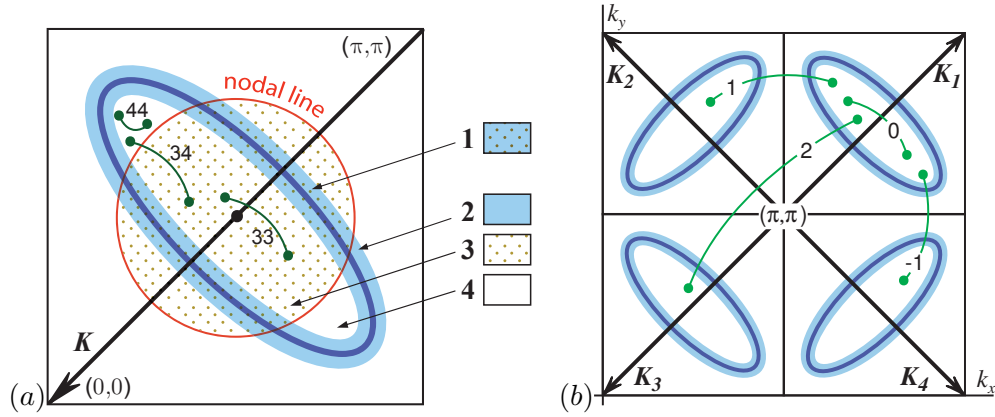 (π,π)
nodal line
44
34
33
1
2
3
4
K
(0,0)
(a)
k_y
K_2
K_1
1
0
2
(π,π)
-1
K_3
K_4
k_x
(b)